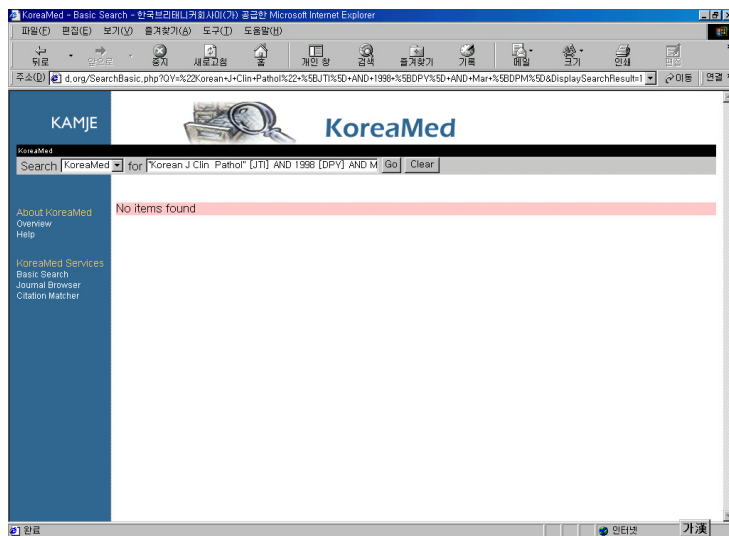 KoreaMed - Basic Search - 한국브리태니커회사이(가) 공급한 Microsoft Internet Explorer
파일(F) 편집(E) 보기(V) 즐겨찾기(A) 도구(T) 도움말(H)
뒤로 앞으로 중지 새로고침 홈 개인 창 검색 즐겨찾기 기록 메일 크기 인쇄 편집
주소(D) d.org/SearchBasic.php?QY=%22Korean+J+Clin+Pathol%22+%5BJTI%5D+AND+1998+%5BDPY%5D+AND+Mar+%5BDPM%5D&DisplaySearchResult=1 이동 연결
KAMJE
KoreaMed
KoreaMed
Search KoreaMed for "Korean J Clin Pathol" [JTI] AND 1998 [DPY] AND M Go Clear
No items found
About KoreaMed
Overview
Help
KoreaMed Services
Basic Search
Journal Browser
Citation Matcher
완료 인터넷 가漢